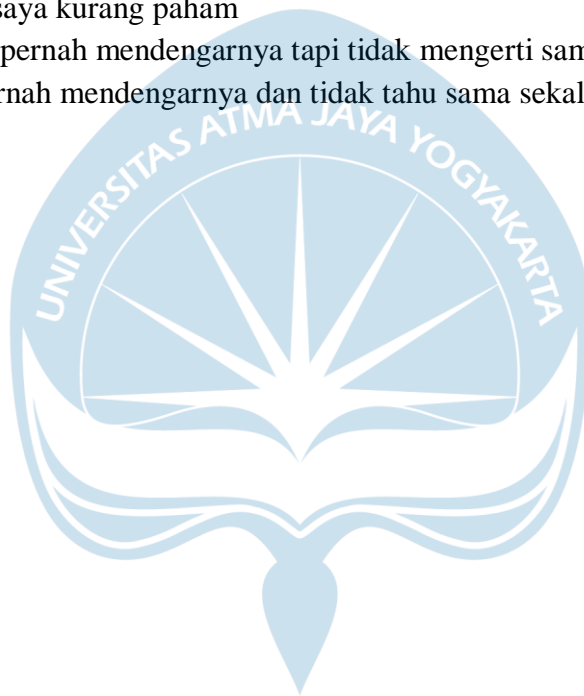 saya kurang paham
pernah mendengarnya tapi tidak mengerti sam
rnah mendengarnya dan tidak tahu sama sekal
UNIVERSITAS ATMA JAYA YOGYAKARTA